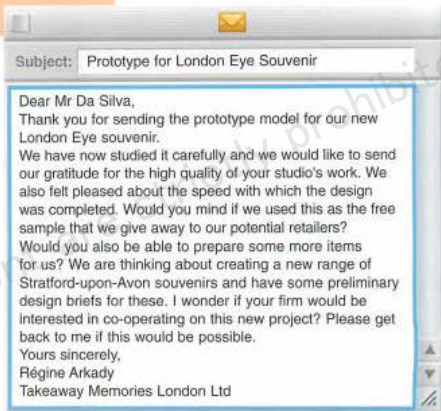 Subject: Prototype for London Eye Souvenir
Dear Mr Da Silva,
Thank you for sending the prototype model for our new
London Eye souvenir.
We have now studied it carefully and we would like to send
our gratitude for the high quality of your studio's work. We
also felt pleased about the speed with which the design
was completed. Would you mind if we used this as the free
sample that we give away to our potential retailers?
Would you also be able to prepare some more items
for us? We are thinking about creating a new range of
Stratford-upon-Avon souvenirs and have some preliminary
design briefs for these. I wonder if your firm would be
interested in co-operating on this new project? Please get
back to me if this would be possible.
Yours sincerely,
Régine Arkady
Takeaway Memories London Ltd